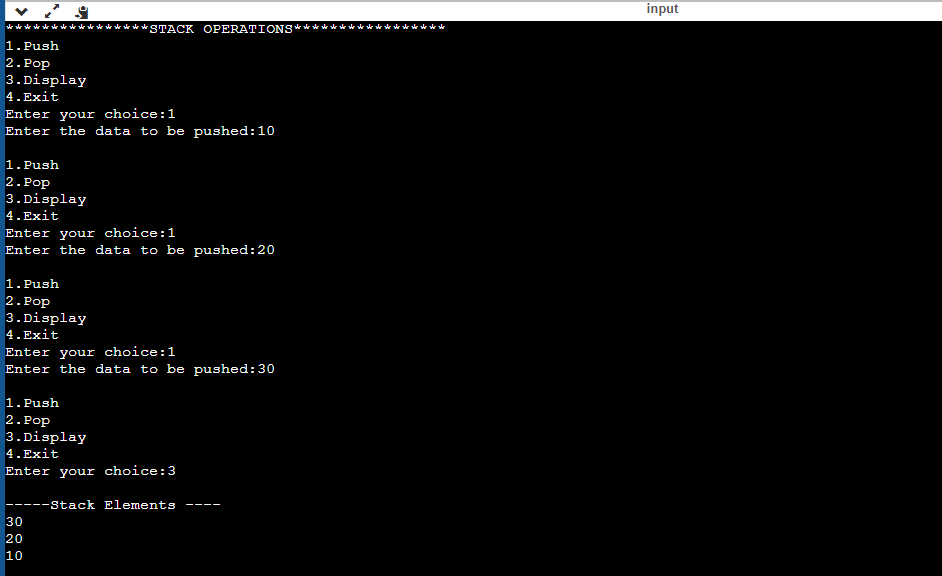 input
****************STACK OPERATIONS*****************
1.Push
2.Pop
3.Display
4.Exit
Enter your choice:1
Enter the data to be pushed:10
1.Push
2.Pop
3.Display
4.Exit
Enter your choice:1
Enter the data to be pushed:20
1.Push
2.Pop
3.Display
4.Exit
Enter your choice:1
Enter the data to be pushed:30
1.Push
2.Pop
3.Display
4.Exit
Enter your choice:3
-----Stack Elements ----
30
20
10